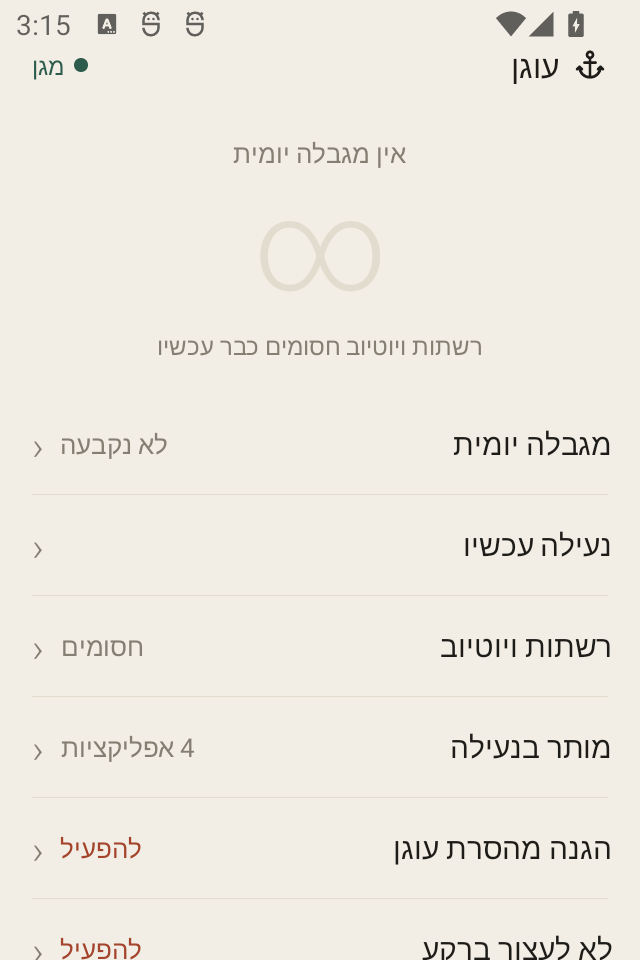 3:15
עוגן
מגן
אין מגבלה יומית
∞
רשתות ויוטיוב חסומים כבר עכשיו
מגבלה יומית לא נקבעה ›
נעילה עכשיו ›
רשתות ויוטיוב חסומים ›
מותר בנעילה 4 אפליקציות ›
הגנה מהסרת עוגן להפעיל ›
לא לעצור ברקע להפעיל ›